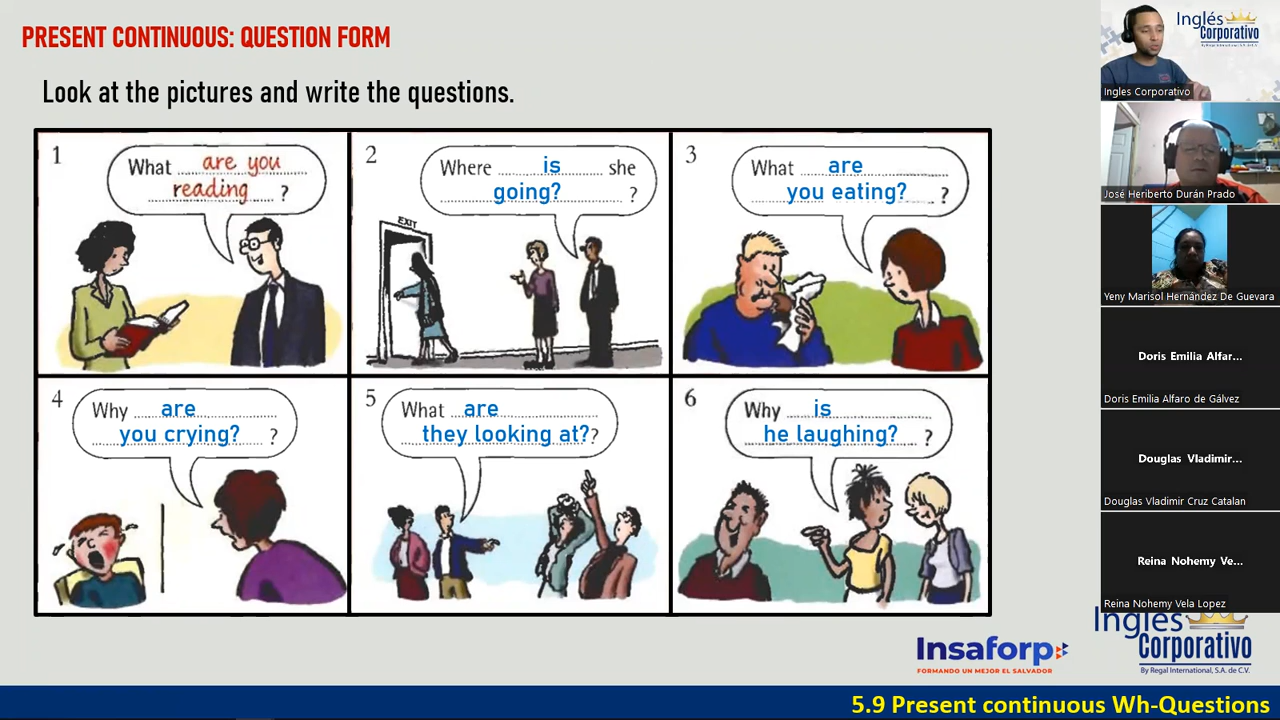 PRESENT CONTINUOUS: QUESTION FORM
Look at the pictures and write the questions.
1
What are you
reading ?
2
Where is she
going? ?
EXIT
3
What are
you eating? ?
4
Why are
you crying? ?
5
What are
they looking at??
6
Why is
he laughing? ?
Inglés
Corporativo
By Regal International, S.A. de C.V.
Ingles Corporativo
José Heriberto Durán Prado
Yeny Marisol Hernández De Guevara
Doris Emilia Alfar...
Doris Emilia Alfaro de Gálvez
Douglas Vladimir...
Douglas Vladimir Cruz Catalan
Reina Nohemy Ve...
Reina Nohemy Vela Lopez
Insaforp
FORMANDO UN MEJOR EL SALVADOR
Inglés
Corporativo
By Regal International, S.A. de C.V.
5.9 Present continuous Wh-Questions